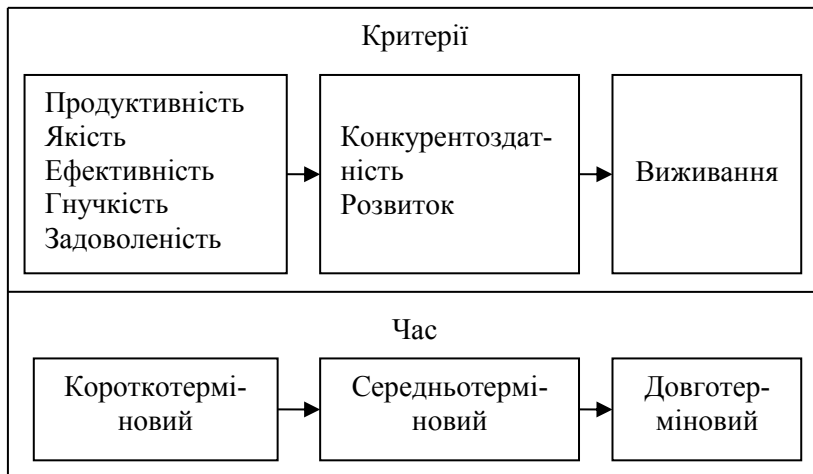 Критерії
Продуктивність
Якість
Ефективність
Гнучкість
Задоволеність
Конкурентоздат-
ність
Розвиток
Виживання
Час
Короткотермі-
новий
Середньотермі-
новий
Довготер-
міновий